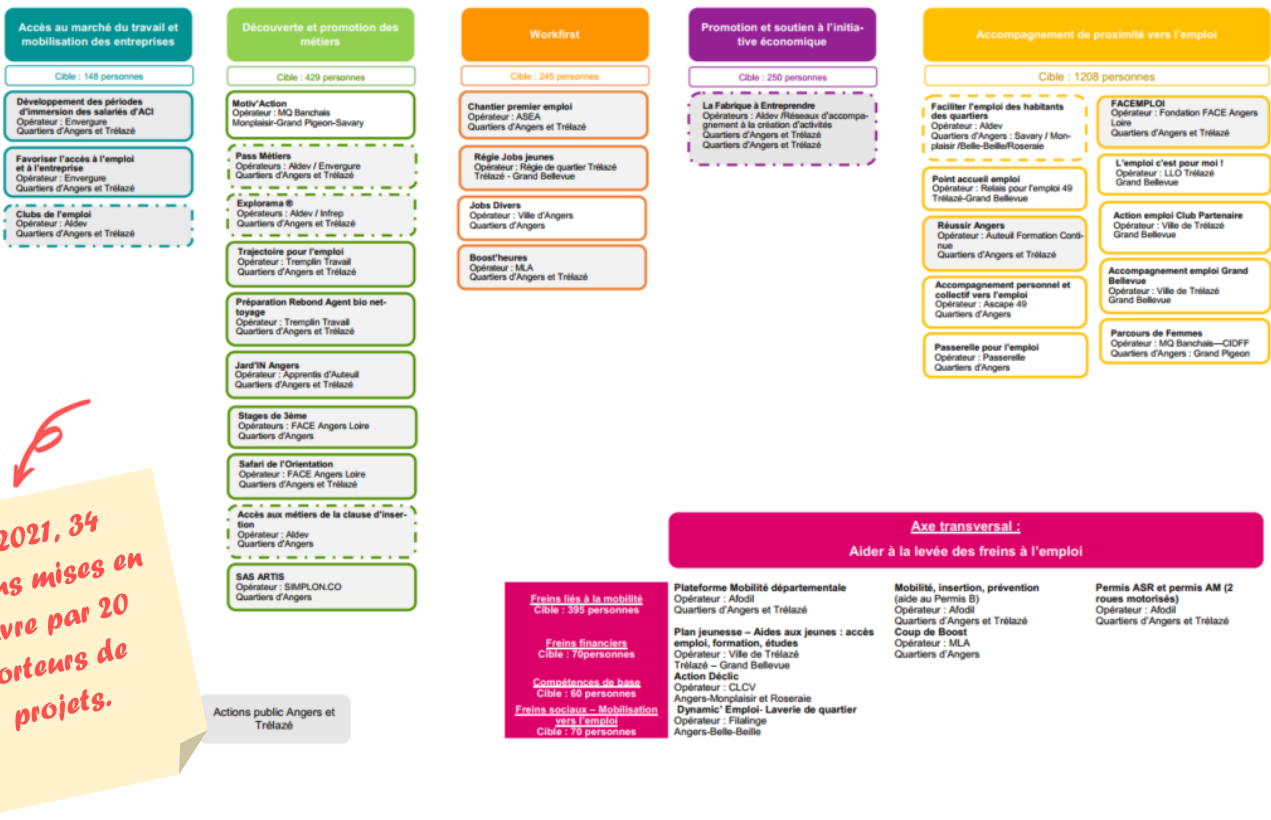 Accès au marché du travail et
mobilisation des entreprises
Cible : 148 personnes
Développement des périodes
d'immersion des salariés d'ACI
Opérateur : Envergure
Quartiers d'Angers et Trélazé
Favoriser l'accès à l'emploi
et à l'entreprise
Opérateur : Envergure
Quartiers d'Angers et Trélazé
Clubs de l'emploi
Opérateur : Aldev
Quartiers d'Angers et Trélazé
Découverte et promotion des
métiers
Cible : 429 personnes
Motiv'Action
Opérateur : MQ Banchais
Monplaisir-Grand Pigeon-Savary
Pass Métiers
Opérateurs : Aldev / Envergure
Quartiers d'Angers et Trélazé
Explorama ®
Opérateurs : Aldev / Infrep
Quartiers d'Angers et Trélazé
Trajectoire pour l'emploi
Opérateur : Tremplin Travail
Quartiers d'Angers et Trélazé
Préparation Rebond Agent bio net-
toyage
Opérateur : Tremplin Travail
Quartiers d'Angers et Trélazé
Jard'IN Angers
Opérateur : Apprentis d'Auteuil
Quartiers d'Angers et Trélazé
Stages de 3ème
Opérateurs : FACE Angers Loire
Quartiers d'Angers
Safari de l'Orientation
Opérateur : FACE Angers Loire
Quartiers d'Angers et Trélazé
Accès aux métiers de la clause d'inser-
tion
Opérateur : Aldev
Quartiers d'Angers
SAS ARTIS
Opérateur : SIMPLON.CO
Quartiers d'Angers
Workfirst
Cible : 245 personnes
Chantier premier emploi
Opérateur : ASEA
Quartiers d'Angers et Trélazé
Régie Jobs jeunes
Opérateur : Régie de quartier Trélazé
Trélazé - Grand Bellevue
Jobs Divers
Opérateur : Ville d'Angers
Quartiers d'Angers
Boost'heures
Opérateur : MLA
Quartiers d'Angers et Trélazé
Promotion et soutien à l'initia-
tive économique
Cible : 250 personnes
La Fabrique à Entreprendre
Opérateurs : Aldev /Réseaux d'accompa-
gnement à la création d'activités
Quartiers d'Angers et Trélazé
Quartiers d'Angers et Trélazé
Accompagnement de proximité vers l'emploi
Cible : 1208 personnes
Faciliter l'emploi des habitants
des quartiers
Opérateur : Aldev
Quartiers d'Angers : Savary / Mon-
plaisir /Belle-Beille/Roseraie
Point accueil emploi
Opérateur : Relais pour l'emploi 49
Trélazé-Grand Bellevue
Réussir Angers
Opérateur : Auteuil Formation Conti-
nue
Quartiers d'Angers et Trélazé
Accompagnement personnel et
collectif vers l'emploi
Opérateur : Ascape 49
Quartiers d'Angers
Passerelle pour l'emploi
Opérateur : Passerelle
Quartiers d'Angers
FACEMPLOI
Opérateur : Fondation FACE Angers
Loire
Quartiers d'Angers et Trélazé
L'emploi c'est pour moi !
Opérateur : LLO Trélazé
Grand Bellevue
Action emploi Club Partenaire
Opérateur : Ville de Trélazé
Grand Bellevue
Accompagnement emploi Grand
Bellevue
Opérateur : Ville de Trélazé
Grand Bellevue
Parcours de Femmes
Opérateur : MQ Banchais—CIDFF
Quartiers d'Angers : Grand Pigeon
2021, 34
ns mises en
vre par 20
orteurs de
projets.
Actions public Angers et
Trélazé
Axe transversal :
Aider à la levée des freins à l'emploi
Freins liés à la mobilité
Cible : 395 personnes
Plateforme Mobilité départementale
Opérateur : Afodil
Quartiers d'Angers et Trélazé
Mobilité, insertion, prévention
(aide au Permis B)
Opérateur : Afodil
Quartiers d'Angers et Trélazé
Permis ASR et permis AM (2
roues motorisés)
Opérateur : Afodil
Quartiers d'Angers et Trélazé
Freins financiers
Cible : 70personnes
Plan jeunesse – Aides aux jeunes : accès
emploi, formation, études
Opérateur : Ville de Trélazé
Trélazé – Grand Bellevue
Coup de Boost
Opérateur : MLA
Quartiers d'Angers
Compétences de base
Cible : 60 personnes
Action Déclic
Opérateur : CLCV
Angers-Monplaisir et Roseraie
Freins sociaux – Mobilisation
vers l'emploi
Cible : 70 personnes
Dynamic' Emploi- Laverie de quartier
Opérateur : Filalinge
Angers-Belle-Beille